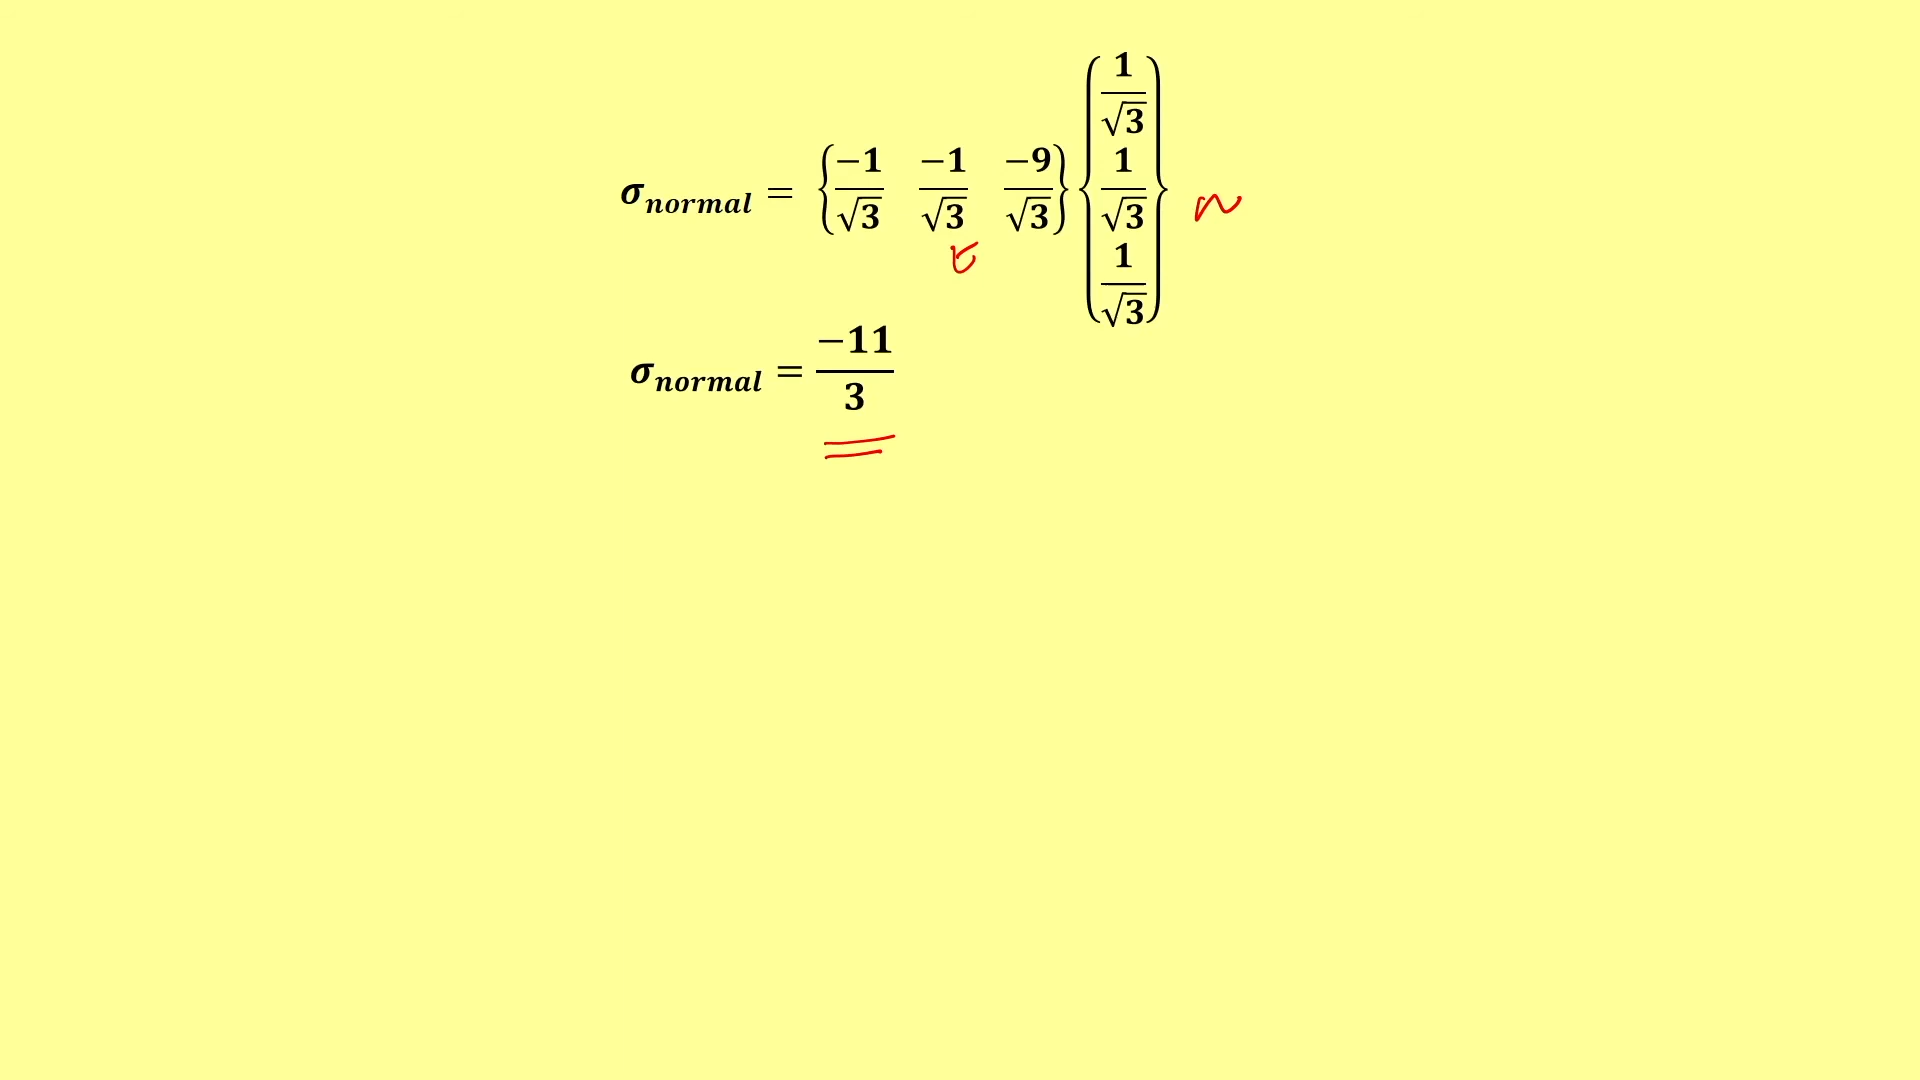 σ_normal = {−1/√3 −1/√3 −9/√3} {1/√3 1/√3 1/√3} n
σ_normal = −11/3